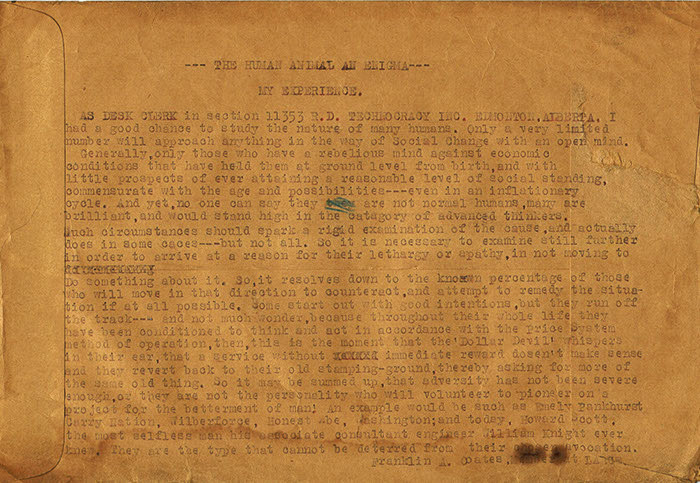 --- THE HUMAN ANIMAL AN ENIGMA---
MY EXPERIENCE.
AS DESK CLERK in section 11353 R.D. TECHNOCRACY INC. EDMONTON.ALBERTA. I
had a good chance to study the nature of many humans. Only a very limited
number will approach anything in the way of Social Change with an open mind.
Generally,only those who have a rebelious mind against economic
conditions that have held them at ground level from birth,and with
little prospects of ever attaining a reasonable level of social standing,
commensurate with the age and possibilities---even in an inflationary
cycle. And yet,no one can say they are not normal humans,many are
brilliant,and would stand high in the catagory of advanced thinkers.
Such circumstances should spark a rigid examination of the cause,and actually
does in some caces---but not all. So it is necessary to examine still farther
in order to arrive at a reason for their lethargy or apathy,in not moving to
Do something about it. So,it resolves down to the known percentage of those
who will move in that direction to counteract,and attempt to remedy the situa-
tion if at all possible. Some start out with good intentions,but they run off
the track--- and not much wonder,because throughout their whole life they
have been conditioned to think and act in accordance with the Price System
method of operation,then,this is the moment that the'Dollar Devil' whispers
in their ear,that a service without immediate reward dosen't make sense
and they revert back to their old stamping-ground,thereby asking for more of
the same old thing. So it may be summed up,that adversity has not been severe
enough,or they are not the personality who will volunteer to pioneer on a
project for the betterment of man! An example would be such as Emely Pankhurst
Carry Nation, Wilberforce, Honest Abe, Washington;and today, Howard Scott,
the most selfless man his associate consultant engineer William Knight ever
knew. They are the type that cannot be deterred from their avocation.
Franklin